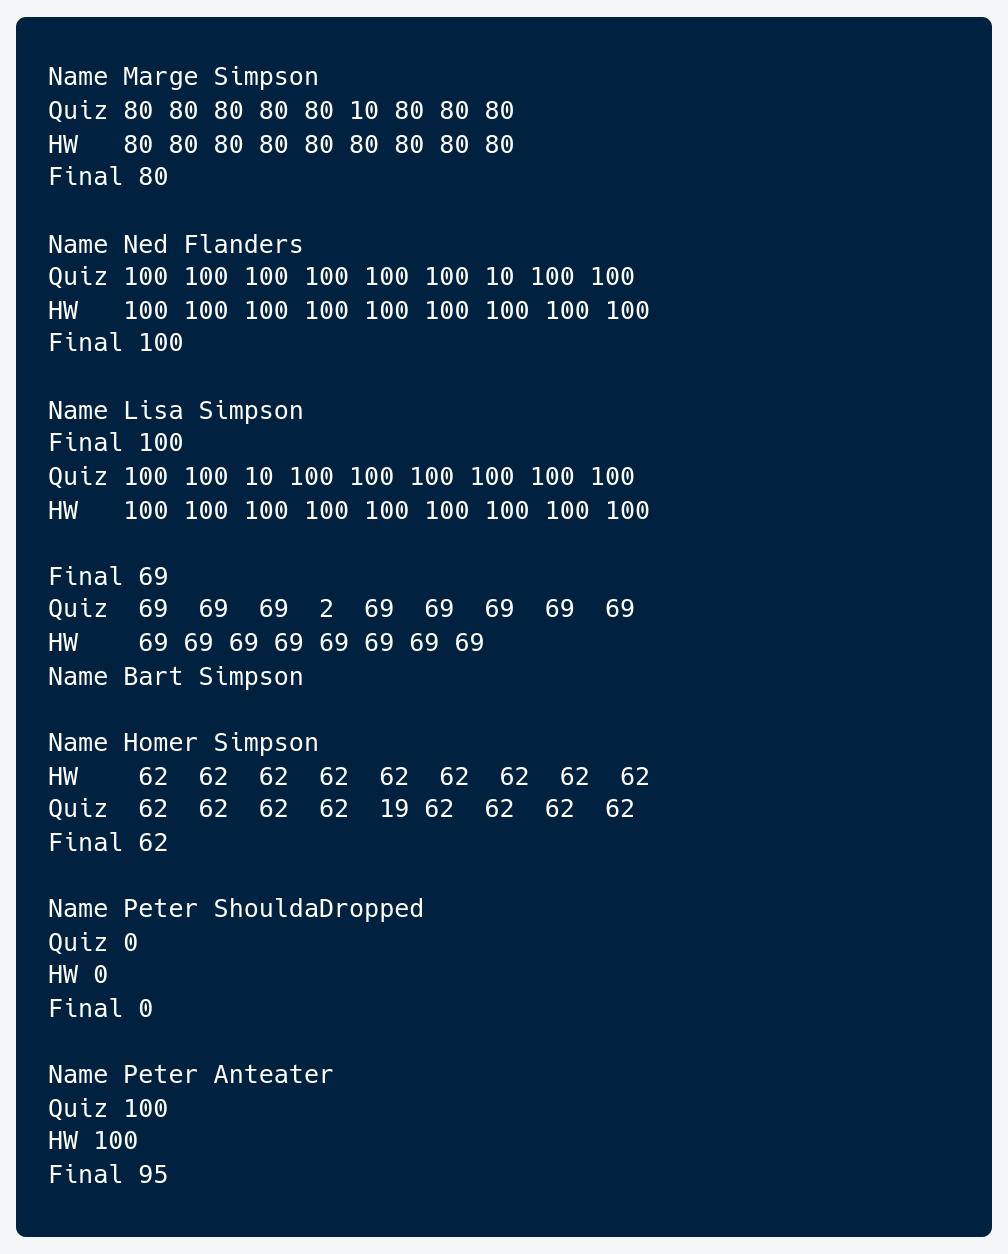 Name Marge Simpson
Quiz 80 80 80 80 80 10 80 80 80
HW   80 80 80 80 80 80 80 80 80
Final 80

Name Ned Flanders
Quiz 100 100 100 100 100 100 10 100 100
HW   100 100 100 100 100 100 100 100 100
Final 100

Name Lisa Simpson
Final 100
Quiz 100 100 10 100 100 100 100 100 100
HW   100 100 100 100 100 100 100 100 100

Final 69
Quiz  69  69  69  2  69  69  69  69  69
HW    69 69 69 69 69 69 69 69
Name Bart Simpson

Name Homer Simpson
HW    62  62  62  62  62  62  62  62  62
Quiz  62  62  62  62  19 62  62  62  62
Final 62

Name Peter ShouldaDropped
Quiz 0
HW 0
Final 0

Name Peter Anteater
Quiz 100
HW 100
Final 95